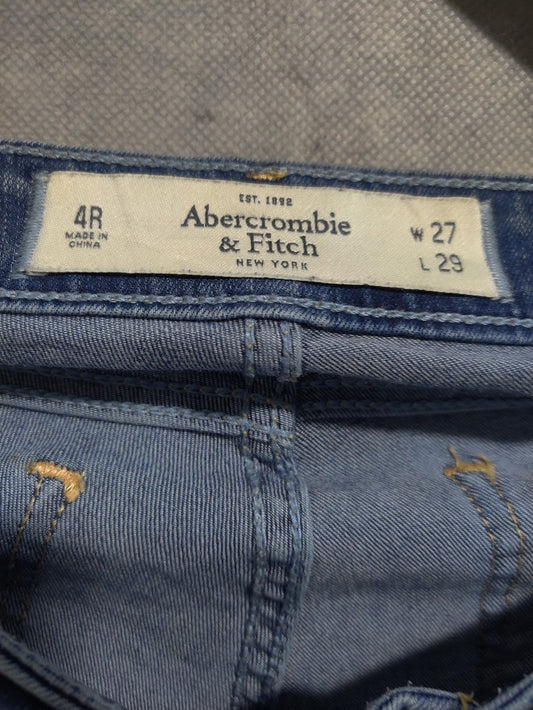 4R
MADE IN
CHINA
EST. 1892
Abercrombie
& Fitch
NEW YORK
W 27
L 29